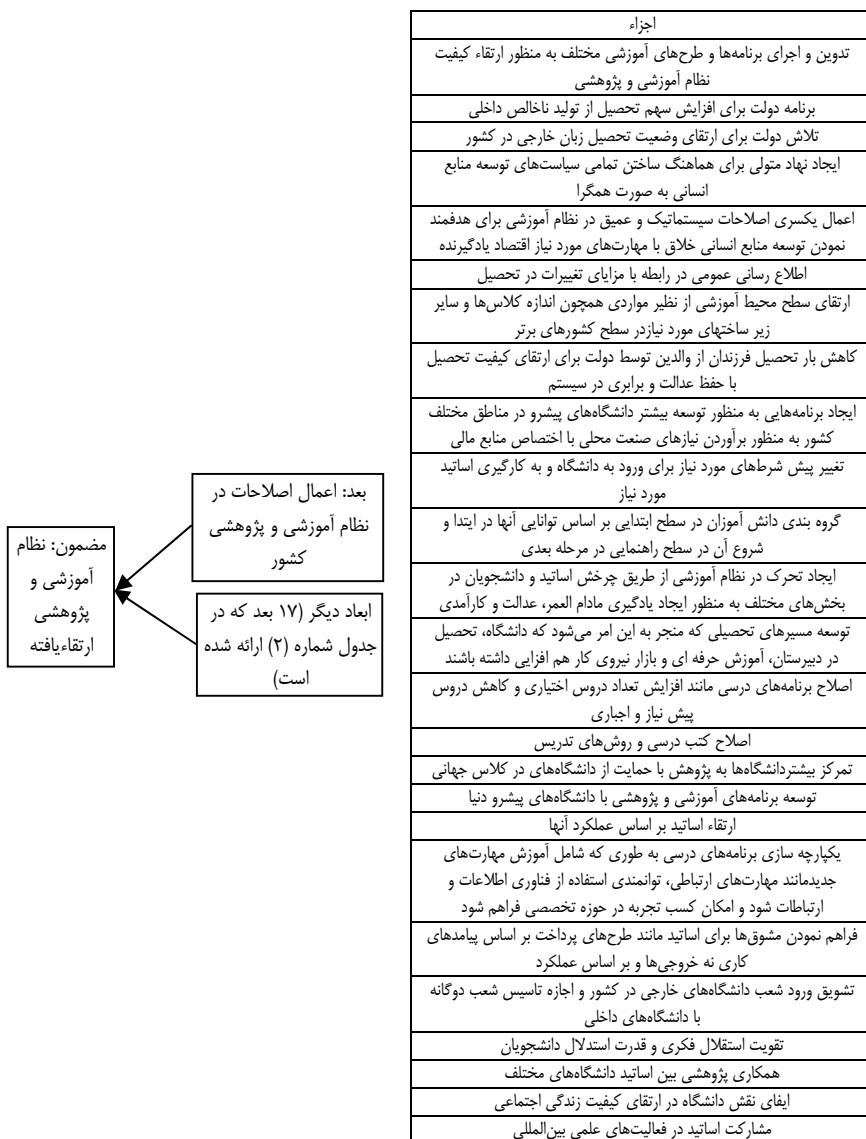 اجزاء
تدوین و اجرای برنامه‌ها و طرح‌های آموزشی مختلف به منظور ارتقاء کیفیت
نظام آموزشی و پژوهشی
برنامه دولت برای افزایش سهم تحصیل از تولید ناخالص داخلی
تلاش دولت برای ارتقای وضعیت تحصیل زبان خارجی در کشور
ایجاد نهاد متولی برای هماهنگ ساختن تمامی سیاست‌های توسعه منابع
انسانی به صورت همگرا
اعمال یکسری اصلاحات سیستماتیک و عمیق در نظام آموزشی برای هدفمند
نمودن توسعه منابع انسانی خلاق با مهارت‌های مورد نیاز اقتصاد یادگیرنده
اطلاع رسانی عمومی در رابطه با مزایای تغییرات در تحصیل
ارتقای سطح محیط آموزشی از نظیر مواردی همچون اندازه کلاس‌ها و سایر
زیر ساختهای مورد نیازدر سطح کشورهای برتر
کاهش بار تحصیل فرزندان از والدین توسط دولت برای ارتقای کیفیت تحصیل
با حفظ عدالت و برابری در سیستم
ایجاد برنامه‌هایی به منظور توسعه بیشتر دانشگاه‌های پیشرو در مناطق مختلف
کشور به منظور برآوردن نیازهای صنعت محلی با اختصاص منابع مالی
تغییر پیش شرط‌های مورد نیاز برای ورود به دانشگاه و به کارگیری اساتید
مورد نیاز
گروه بندی دانش آموزان در سطح ابتدایی بر اساس توانایی آنها در ابتدا و
شروع آن در سطح راهنمایی در مرحله بعدی
ایجاد تحرک در نظام آموزشی از طریق چرخش اساتید و دانشجویان در
بخش‌های مختلف به منظور ایجاد یادگیری مادام العمر، عدالت و کارآمدی
توسعه مسیرهای تحصیلی که منجر به این امر می‌شود که دانشگاه، تحصیل
در دبیرستان، آموزش حرفه ای و بازار نیروی کار هم افزایی داشته باشند
اصلاح برنامه‌های درسی مانند افزایش تعداد دروس اختیاری و کاهش دروس
پیش نیاز و اجباری
اصلاح کتب درسی و روش‌های تدریس
تمرکز بیشتردانشگاه‌ها به پژوهش با حمایت از دانشگاه‌های در کلاس جهانی
توسعه برنامه‌های آموزشی و پژوهشی با دانشگاه‌های پیشرو دنیا
ارتقاء اساتید بر اساس عملکرد آنها
یکپارچه سازی برنامه‌های درسی به طوری که شامل آموزش مهارت‌های
جدیدمانند مهارت‌های ارتباطی، توانمندی استفاده از فناوری اطلاعات و
ارتباطات شود و امکان کسب تجربه در حوزه تخصصی فراهم شود
فراهم نمودن مشوق‌ها برای اساتید مانند طرح‌های پرداخت بر اساس پیامدهای
کاری نه خروجی‌ها و بر اساس عملکرد
تشویق ورود شعب دانشگاه‌های خارجی در کشور و اجازه تاسیس شعب دوگانه
با دانشگاه‌های داخلی
تقویت استقلال فکری و قدرت استدلال دانشجویان
همکاری پژوهشی بین اساتید دانشگاه‌های مختلف
ایفای نقش دانشگاه در ارتقای کیفیت زندگی اجتماعی
مشارکت اساتید در فعالیت‌های علمی بین‌المللی
بعد: اعمال اصلاحات در
نظام آموزشی و پژوهشی
کشور
ابعاد دیگر (۱۷ بعد که در
جدول شماره (۲) ارائه شده
است)
مضمون: نظام
آموزشی و
پژوهشی
ارتقاءیافته